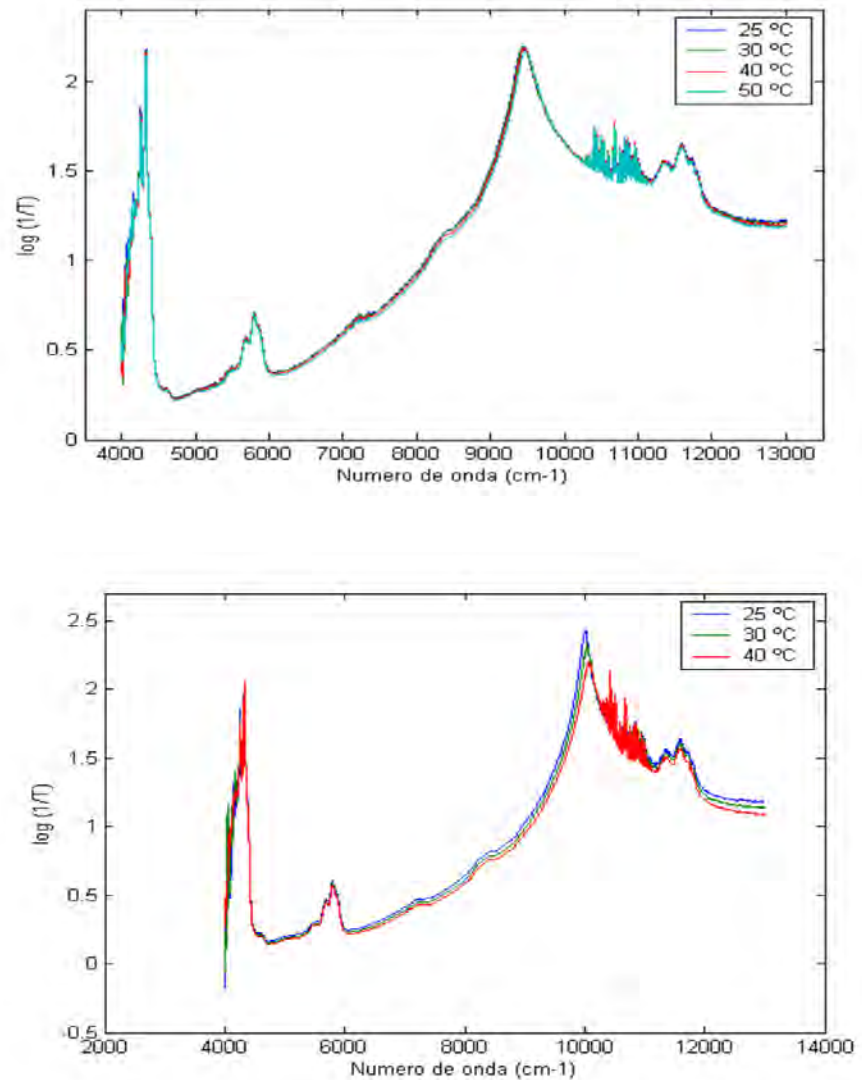 25 ºC
30 ºC
40 ºC
50 ºC
2
1.5
1
0.5
0
log (1/T)
4000 5000 6000 7000 8000 9000 10000 11000 12000 13000
Numero de onda (cm-1)
25 ºC
30 ºC
40 ºC
2.5
2
1.5
1
0.5
0
-0.5
log (1/T)
2000 4000 6000 8000 10000 12000 14000
Numero de onda (cm-1)